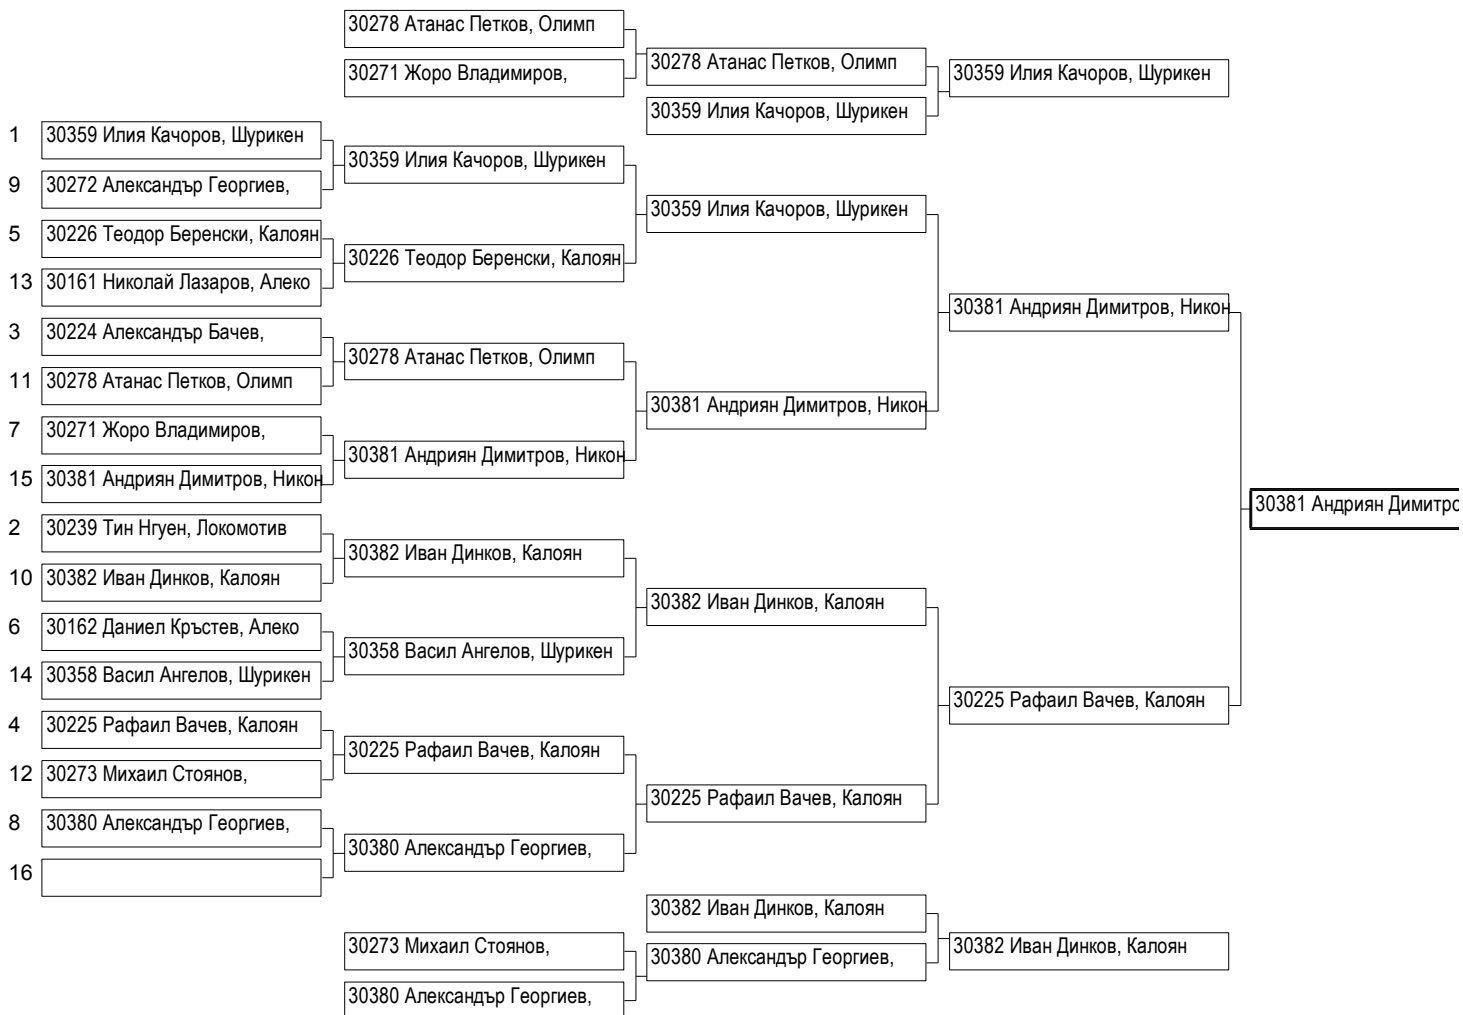 30278 Атанас Петков, Олимп
30271 Жоро Владимиров,
30278 Атанас Петков, Олимп
30359 Илия Качоров, Шурикен
30359 Илия Качоров, Шурикен
1 30359 Илия Качоров, Шурикен
9 30272 Александър Георгиев,
5 30226 Теодор Беренски, Калоян
13 30161 Николай Лазаров, Алеко
3 30224 Александър Бачев,
11 30278 Атанас Петков, Олимп
7 30271 Жоро Владимиров,
15 30381 Андриян Димитров, Никон
2 30239 Тин Нгуен, Локомотив
10 30382 Иван Динков, Калоян
6 30162 Даниел Кръстев, Алеко
14 30358 Васил Ангелов, Шурикен
4 30225 Рафаил Вачев, Калоян
12 30273 Михаил Стоянов,
8 30380 Александър Георгиев,
16
30359 Илия Качоров, Шурикен
30226 Теодор Беренски, Калоян
30278 Атанас Петков, Олимп
30381 Андриян Димитров, Никон
30382 Иван Динков, Калоян
30358 Васил Ангелов, Шурикен
30225 Рафаил Вачев, Калоян
30380 Александър Георгиев,
30359 Илия Качоров, Шурикен
30381 Андриян Димитров, Никон
30382 Иван Динков, Калоян
30225 Рафаил Вачев, Калоян
30381 Андриян Димитров, Никон
30225 Рафаил Вачев, Калоян
30381 Андриян Димитро
30273 Михаил Стоянов,
30380 Александър Георгиев,
30382 Иван Динков, Калоян
30380 Александър Георгиев,
30382 Иван Динков, Калоян